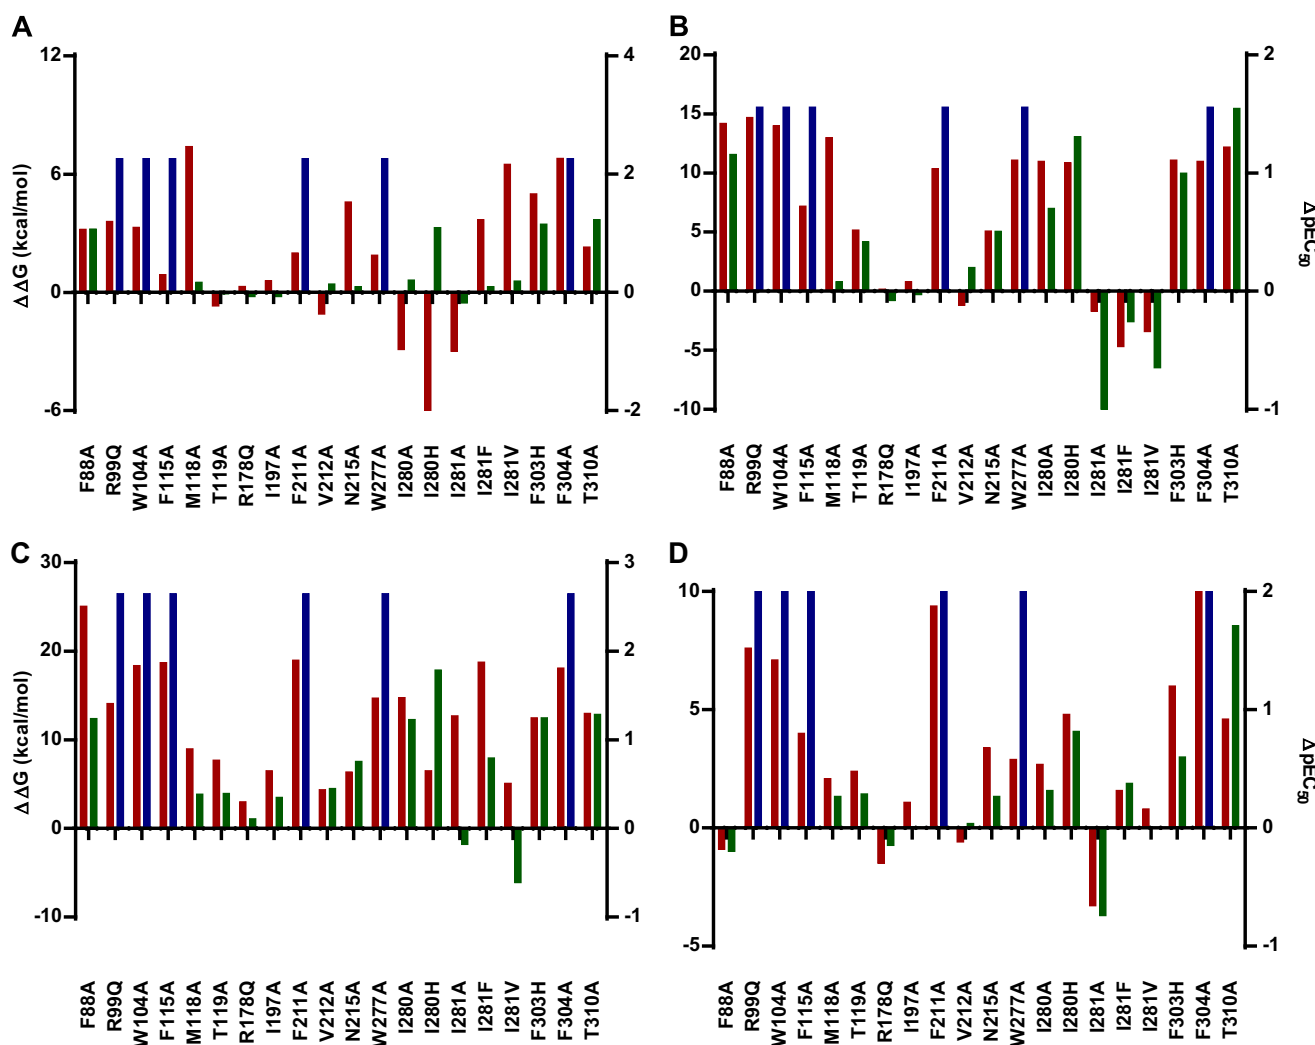 A
B
12
6
0
-6
4
2
0
-2
Δ ΔG (kcal/mol)
F88A
R99Q
W104A
F115A
M118A
T119A
R178Q
I197A
F211A
V212A
N215A
W277A
I280A
I280H
I281A
I281F
I281V
F303H
F304A
T310A
20
15
10
5
0
-5
-10
2
1
0
-1
Δ pEC50
F88A
R99Q
W104A
F115A
M118A
T119A
R178Q
I197A
F211A
V212A
N215A
W277A
I280A
I280H
I281A
I281F
I281V
F303H
F304A
T310A
C
D
30
20
10
0
-10
3
2
1
0
-1
Δ ΔG (kcal/mol)
F88A
R99Q
W104A
F115A
M118A
T119A
R178Q
I197A
F211A
V212A
N215A
W277A
I280A
I280H
I281A
I281F
I281V
F303H
F304A
T310A
10
5
0
-5
2
1
0
-1
Δ pEC50
F88A
R99Q
W104A
F115A
M118A
T119A
R178Q
I197A
F211A
V212A
N215A
W277A
I280A
I280H
I281A
I281F
I281V
F303H
F304A
T310A